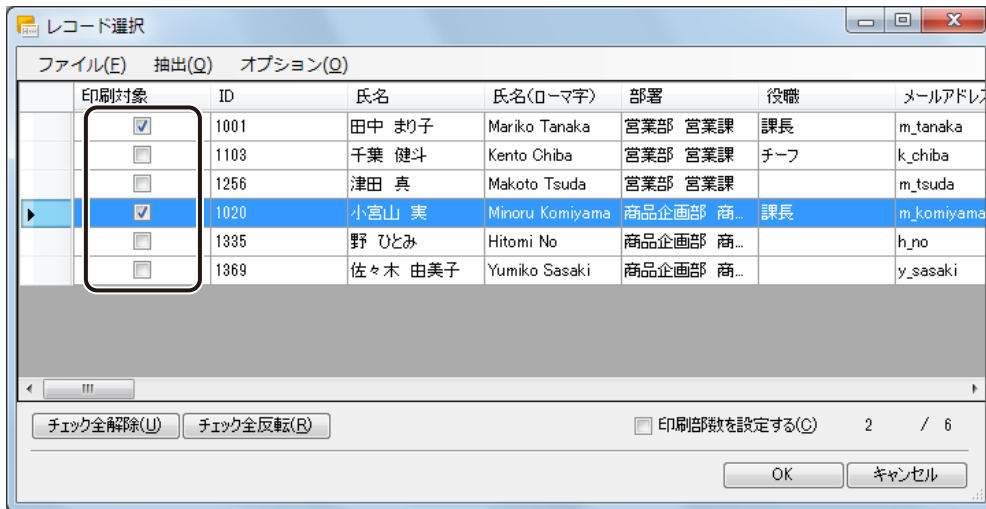 レコード選択
ファイル(F) 抽出(Q) オプション(O)
印刷対象 ID 氏名 氏名(ローマ字) 部署 役職 メールアドレス
1001 田中 まり子 Mariko Tanaka 営業部 営業課 課長 m_tanaka
1103 千葉 健斗 Kento Chiba 営業部 営業課 チーフ k_chiba
1256 津田 真 Makoto Tsuda 営業部 営業課 m_tsuda
1020 小宮山 実 Minoru Komiyama 商品企画部 商... 課長 m_komiyama
1335 野 ひとみ Hitomi No 商品企画部 商... h_no
1369 佐々木 由美子 Yumiko Sasaki 商品企画部 商... y_sasaki
チェック全解除(U) チェック全反転(R) 印刷部数を設定する(C) 2 / 6
OK キャンセル